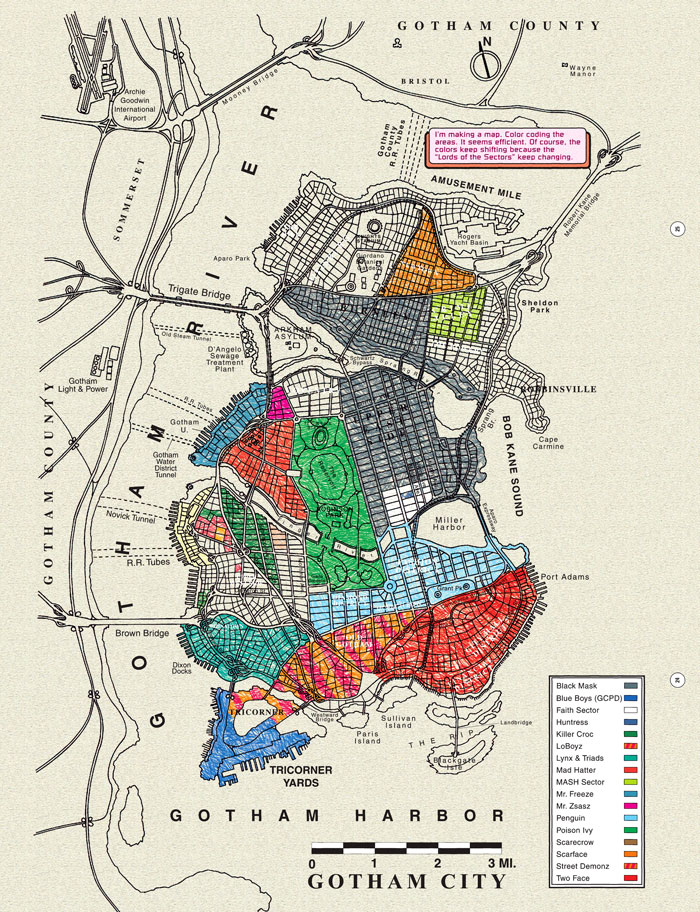 GOTHAM COUNTY
N
Archie
Goodwin
International
Airport
Mooney Bridge
BRISTOL
Wayne
Manor
I'm making a map. Color coding the
areas. It seems efficient. Of course, the
colors keep shifting because the
"Lords of the Sectors" keep changing.
Gotham
County
R.R. Tubes
AMUSEMENT MILE
Robert Kane
Memorial Bridge
SOMMERSET
Rogers
Yacht Basin
25
Aparo Park
Giordano
Botanical
Gardens
Trigate Bridge
Sheldon
Park
Old Steam Tunnel
ARKHAM
ASYLUM
D'Angelo
Sewage
Treatment
Plant
Schwartz
Bypass
Gotham
Light & Power
ROBBINSVILLE
R.R. Tubes
Gotham
U.
Sprang
Br.
BOB KANE SOUND
Cape
Carmine
Gotham
Water
District
Tunnel
GOTHAM COUNTY
ROBINSON
PARK
Miller
Harbor
Aparo
Expressway
Novick Tunnel
R.R. Tubes
Grant Pk.
Port Adams
Brown Bridge
Dixon
Docks
GOTHAM RIVER
TRICORNER
Westward
Bridge
Paris
Island
Sullivan
Island
THE RIP
Landbridge
Blackgate
Isle
TRICORNER
YARDS
24
Black Mask
Blue Boys (GCPD)
Faith Sector
Huntress
Killer Croc
LoBoyz
Lynx & Triads
Mad Hatter
MASH Sector
Mr. Freeze
Mr. Zsasz
Penguin
Poison Ivy
Scarecrow
Scarface
Street Demonz
Two Face
GOTHAM HARBOR
0 1 2 3 MI.
GOTHAM CITY